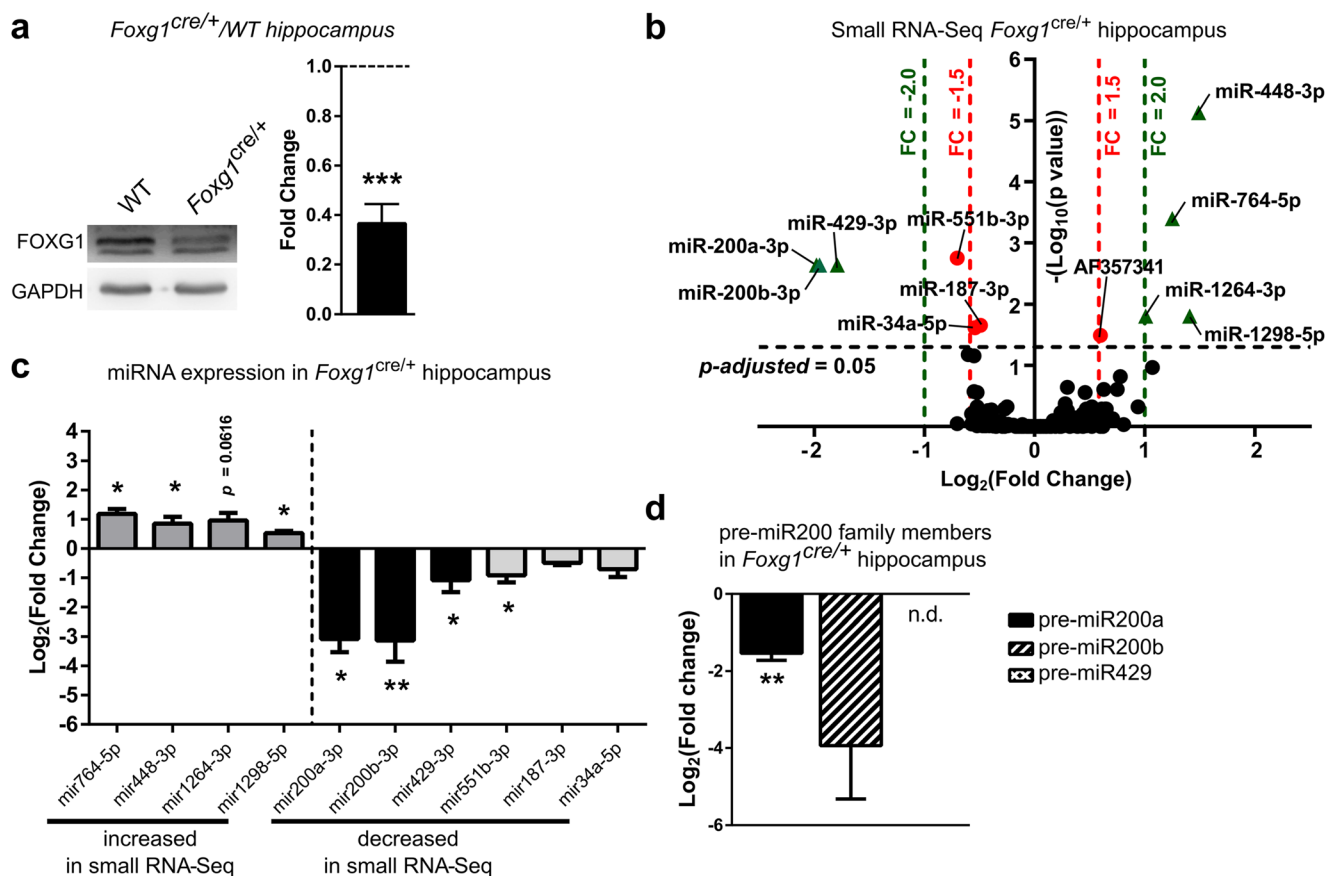 a
Foxg1cre/+/WT hippocampus
WT
Foxg1cre/+
FOXG1
GAPDH
Fold Change
1.0
0.8
0.6
0.4
0.2
0.0
***
b
Small RNA-Seq Foxg1cre/+ hippocampus
FC = -2.0
FC = -1.5
FC = 1.5
FC = 2.0
-(Log10(p value))
6
5
4
3
2
1
miR-448-3p
miR-764-5p
miR-429-3p
miR-551b-3p
miR-200a-3p
miR-200b-3p
AF357341
miR-187-3p
miR-1264-3p
miR-34a-5p
miR-1298-5p
p-adjusted = 0.05
-2
-1
0
1
2
Log2(Fold Change)
c
miRNA expression in Foxg1cre/+ hippocampus
Log2(Fold Change)
4
3
2
1
0
-1
-2
-3
-4
-5
-6
*
*
p = 0.0616
*
*
**
*
*
mir764-5p
mir448-3p
mir1264-3p
mir1298-5p
mir200a-3p
mir200b-3p
mir429-3p
mir551b-3p
mir187-3p
mir34a-5p
increased
in small RNA-Seq
decreased
in small RNA-Seq
d
pre-miR200 family members
in Foxg1cre/+ hippocampus
Log2(Fold change)
0
-2
-4
-6
**
n.d.
pre-miR200a
pre-miR200b
pre-miR429